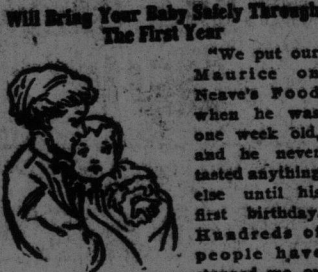 Will Bring Your Baby Safely Through
The First Year
"We put our
Maurice on
Neave's Food
when he was
one week old,
and he never
tasted anything
else until his
first birthday.
Hundreds of
people have